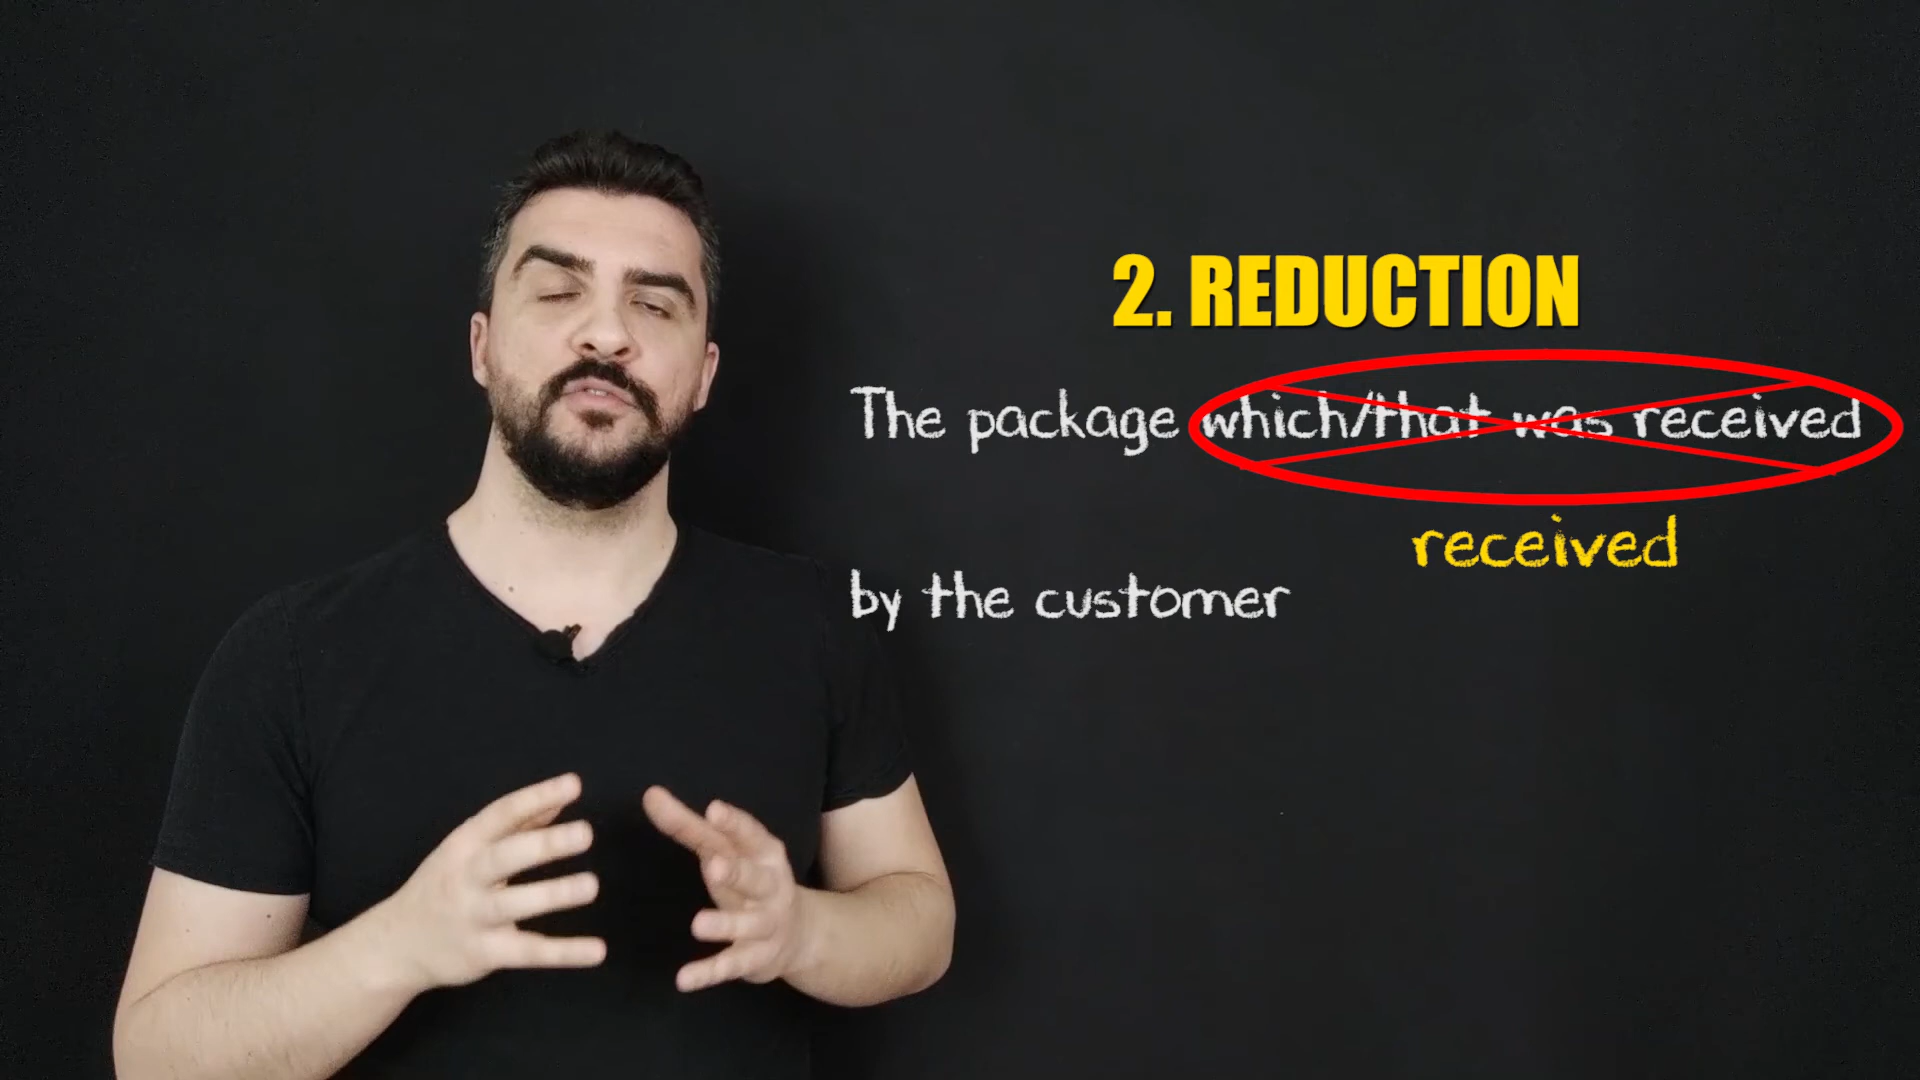 2. REDUCTION
The package which/that was received
received
by the customer